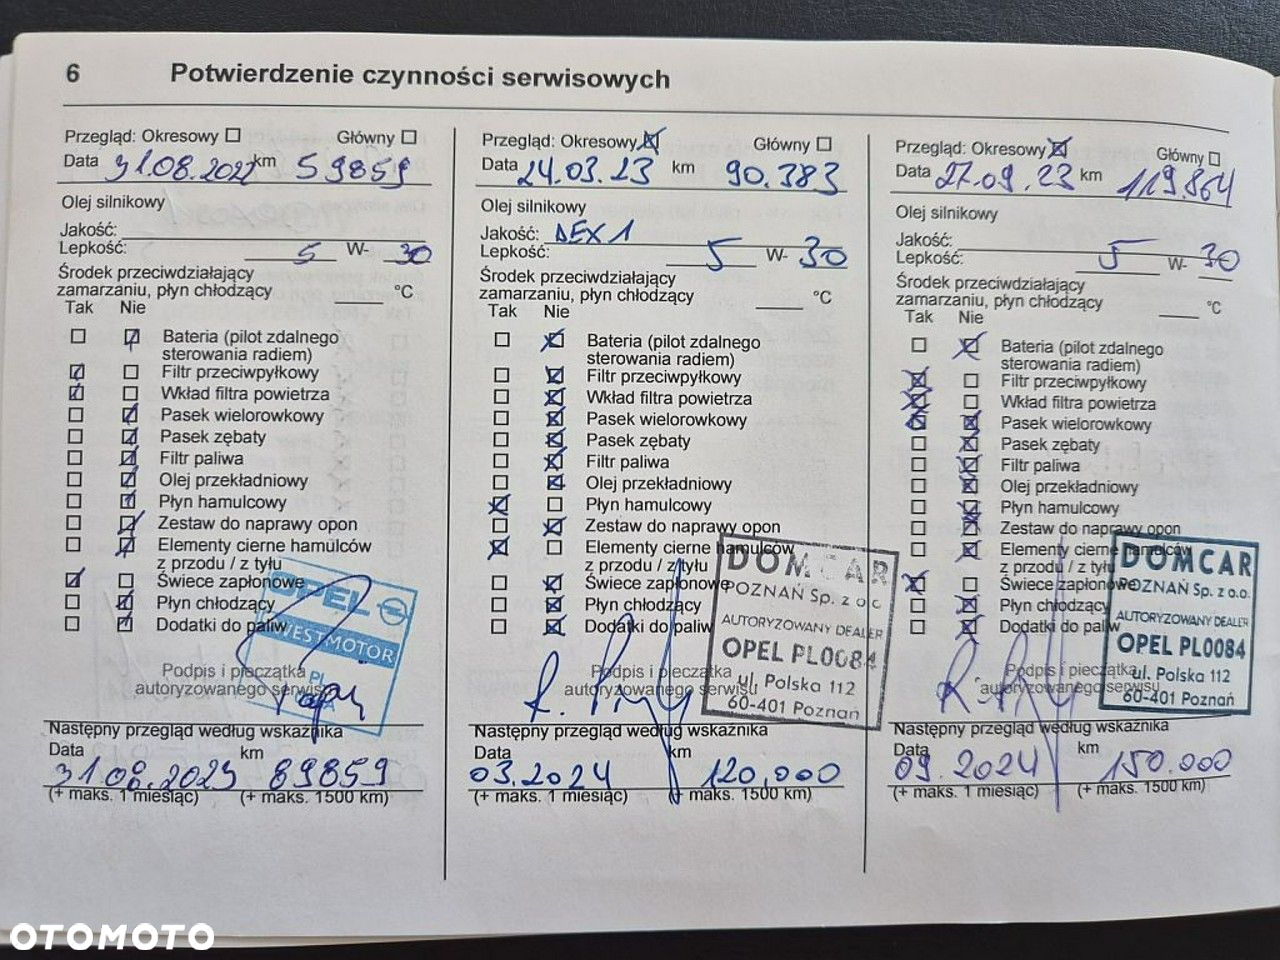 6 Potwierdzenie czynności serwisowych
Przegląd: Okresowy Główny
Data 31.08.2022 km 59859
Olej silnikowy
Jakość:
Lepkość: 5 W- 30
Środek przeciwdziałający
zamarzaniu, płyn chłodzący °C
Tak Nie
Bateria (pilot zdalnego
sterowania radiem)
Filtr przeciwpyłkowy
Wkład filtra powietrza
Pasek wielorowkowy
Pasek zębaty
Filtr paliwa
Olej przekładniowy
Płyn hamulcowy
Zestaw do naprawy opon
Elementy cierne hamulców
z przodu / z tyłu
Świece zapłonowe
Płyn chłodzący
Dodatki do paliw
OPEL
WESTMOTOR
Podpis i pieczątka
autoryzowanego serwisu
Następny przegląd według wskaźnika
Data km
31.08.2023 89859
(+ maks. 1 miesiąc) (+ maks. 1500 km)
Przegląd: Okresowy Główny
Data 24.03.23 km 90.383
Olej silnikowy
Jakość: DEX1
Lepkość: 5 W- 30
Środek przeciwdziałający
zamarzaniu, płyn chłodzący °C
Tak Nie
Bateria (pilot zdalnego
sterowania radiem)
Filtr przeciwpyłkowy
Wkład filtra powietrza
Pasek wielorowkowy
Pasek zębaty
Filtr paliwa
Olej przekładniowy
Płyn hamulcowy
Zestaw do naprawy opon
Elementy cierne hamulców
z przodu / z tyłu
Świece zapłonowe
Płyn chłodzący
Dodatki do paliw
DOMCAR
POZNAŃ Sp. z o.o.
AUTORYZOWANY DEALER
OPEL PL0084
ul. Polska 112
60-401 Poznań
Podpis i pieczątka
autoryzowanego serwisu
Następny przegląd według wskaźnika
Data km
03.2024 120.000
(+ maks. 1 miesiąc) (+ maks. 1500 km)
Przegląd: Okresowy Główny
Data 27.09.23 km 119.864
Olej silnikowy
Jakość:
Lepkość: 5 W- 30
Środek przeciwdziałający
zamarzaniu, płyn chłodzący °C
Tak Nie
Bateria (pilot zdalnego
sterowania radiem)
Filtr przeciwpyłkowy
Wkład filtra powietrza
Pasek wielorowkowy
Pasek zębaty
Filtr paliwa
Olej przekładniowy
Płyn hamulcowy
Zestaw do naprawy opon
Elementy cierne hamulców
z przodu / z tyłu
Świece zapłonowe
Płyn chłodzący
Dodatki do paliw
DOMCAR
POZNAŃ Sp. z o.o.
AUTORYZOWANY DEALER
OPEL PL0084
ul. Polska 112
60-401 Poznań
Podpis i pieczątka
autoryzowanego serwisu
Następny przegląd według wskaźnika
Data km
09.2024 150.000
(+ maks. 1 miesiąc) (+ maks. 1500 km)
OTOMOTO